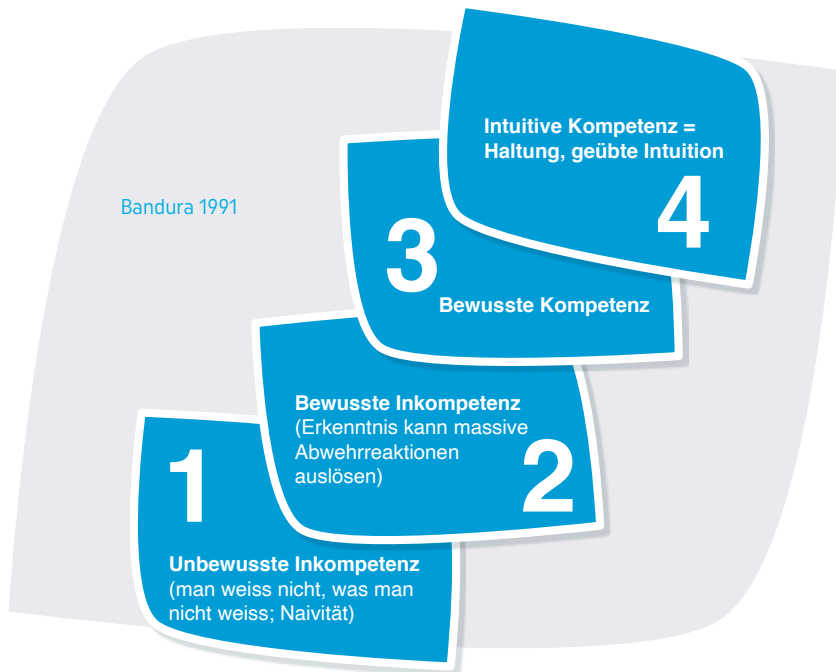 Intuitive Kompetenz =
Haltung, geübte Intuition
4
Bandura 1991
3
Bewusste Kompetenz
Bewusste Inkompetenz
(Erkenntnis kann massive
Abwehrreaktionen
auslösen)
2
1
Unbewusste Inkompetenz
(man weiss nicht, was man
nicht weiss; Naivität)